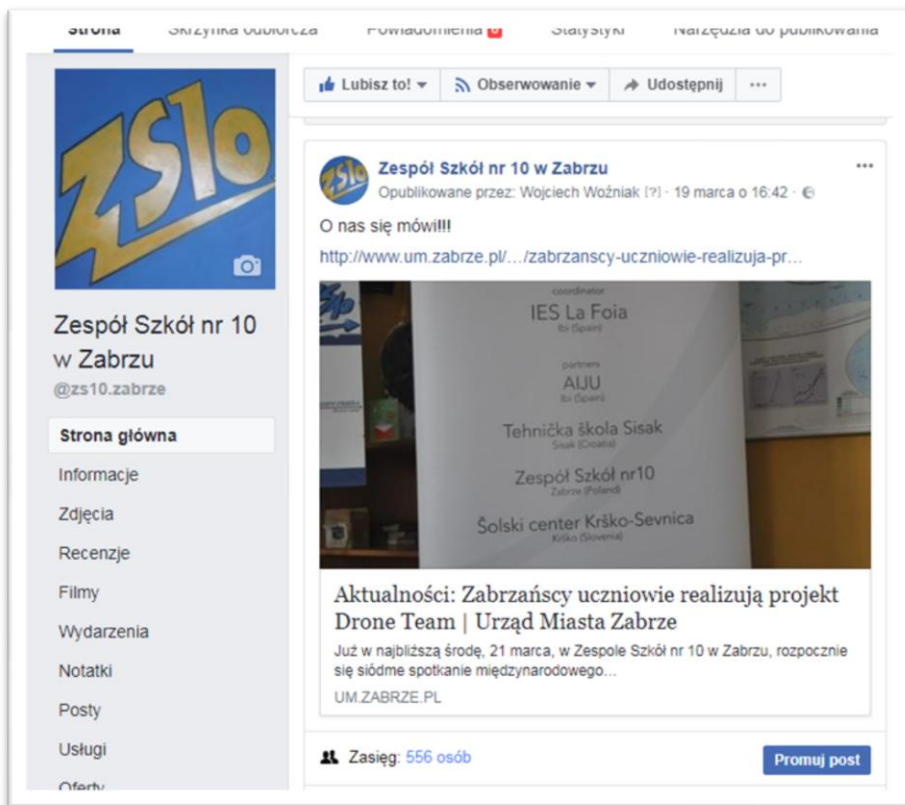 Strona Skrzynka odbiorcza Powiadomienia Statystyki Narzędzia do publikowania
ZS10
Zespół Szkół nr 10
w Zabrzu
@zs10.zabrze
Strona główna
Informacje
Zdjęcia
Recenzje
Filmy
Wydarzenia
Notatki
Posty
Usługi
Oferty
Lubisz to! Obserwowanie Udostępnij ...
ZS10
Zespół Szkół nr 10 w Zabrzu
Opublikowane przez: Wojciech Woźniak [?] · 19 marca o 16:42 ·
O nas się mówi!!!
http://www.um.zabrze.pl/.../zabrzanscy-uczniowie-realizuja-pr...
coordinator
IES La Foia
Ibi (Spain)
partners
AIJU
Ibi (Spain)
Tehnička škola Sisak
Sisak (Croatia)
Zespół Szkół nr10
Zabrze (Poland)
Šolski center Krško-Sevnica
Krško (Slovenia)
Aktualności: Zabrzańscy uczniowie realizują projekt
Drone Team | Urząd Miasta Zabrze
Już w najbliższą środę, 21 marca, w Zespole Szkół nr 10 w Zabrzu, rozpocznie
się siódme spotkanie międzynarodowego...
UM.ZABRZE.PL
Zasięg: 556 osób
Promuj post